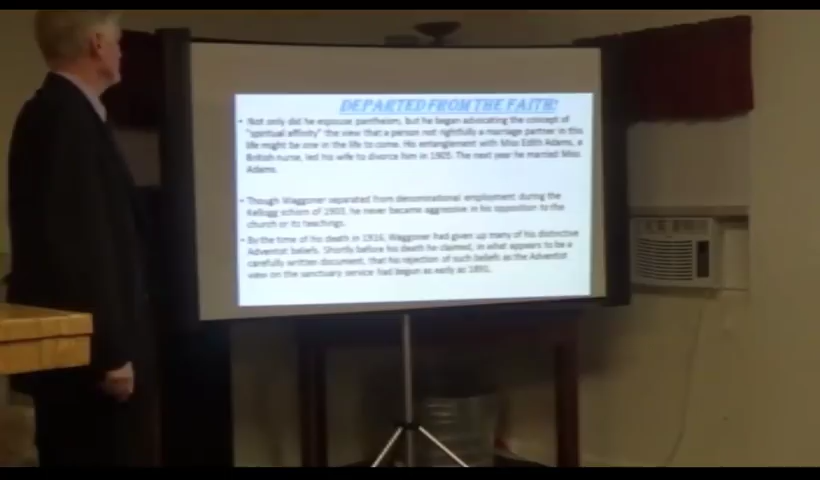 DEPARTED FROM THE FAITH!
• Not only did he espouse pantheism, but he began advocating the concept of
"spiritual affinity" the view that a person not rightfully a marriage partner in this
life might be one in the life to come. His entanglement with Miss Edith Adams, a
British nurse, led his wife to divorce him in 1905. The next year he married Miss
Adams.
• Though Waggoner separated from denominational employment during the
Kellogg schism of 1903, he never became aggressive in his opposition to the
church or its teachings.
• By the time of his death in 1916, Waggoner had given up many of his distinctive
Adventist beliefs. Shortly before his death he claimed, in what appears to be a
carefully written document, that his rejection of such beliefs as the Adventist
view on the sanctuary service had begun as early as 1891.